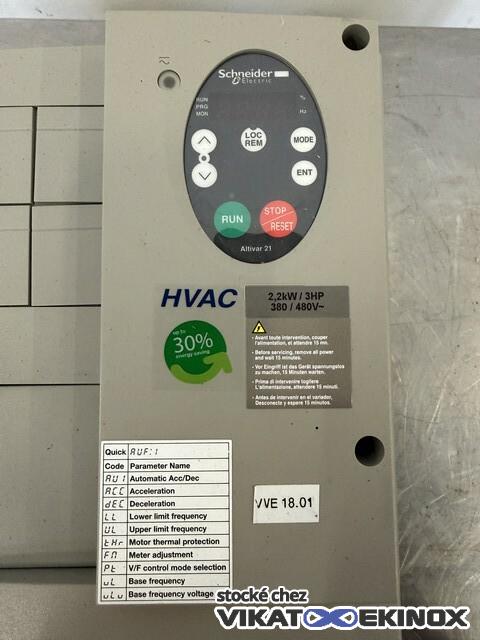 Schneider
Electric
RUN
PRG
MON
%
Hz
LOC
REM
MODE
ENT
RUN
STOP
RESET
Altivar 21
HVAC
2,2kW / 3HP
380 / 480V~
up to
30%
energy saving
- Avant toute intervention, couper
l'alimentation, et attendre 15 mn.
- Before servicing, remove all power
and wait 15 minutes.
- Vor Eingriff ist das Gerät spannungslos
zu machen, 15 Minuten warten.
- Prima di intervenire togliere
L'alimentazione, attendere 15 minuti.
- Antes de intervenir en el variador,
Desconecte y espere 15 minutos.
Quick AUF:1
Code Parameter Name
AU1 Automatic Acc/Dec
ACC Acceleration
dEC Deceleration
LL Lower limit frequency
UL Upper limit frequency
tHr Motor thermal protection
FM Meter adjustment
Pt V/F control mode selection
uL Base frequency
uLu Base frequency voltage
VVE 18.01
stocké chez
VIKAT EKINOX